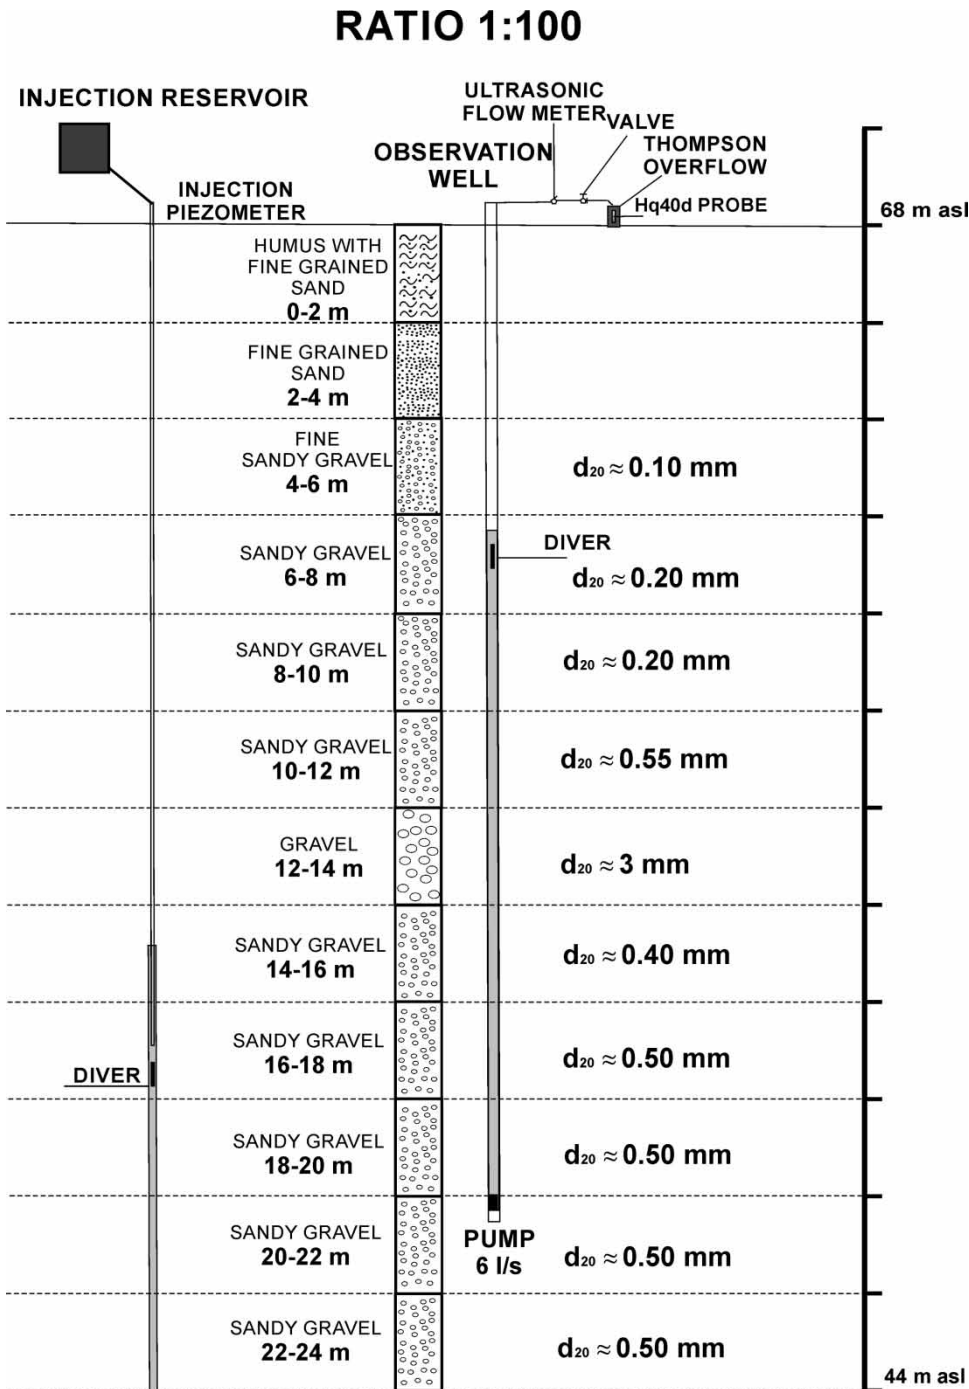 RATIO 1:100
INJECTION RESERVOIR
ULTRASONIC
FLOW METER
VALVE
THOMPSON
OVERFLOW
OBSERVATION
WELL
INJECTION
PIEZOMETER
Hq40d PROBE
68 m asl
HUMUS WITH
FINE GRAINED
SAND
0-2 m
FINE GRAINED
SAND
2-4 m
FINE
SANDY GRAVEL
4-6 m
d20 ≈ 0.10 mm
SANDY GRAVEL
6-8 m
DIVER
d20 ≈ 0.20 mm
SANDY GRAVEL
8-10 m
d20 ≈ 0.20 mm
SANDY GRAVEL
10-12 m
d20 ≈ 0.55 mm
GRAVEL
12-14 m
d20 ≈ 3 mm
SANDY GRAVEL
14-16 m
d20 ≈ 0.40 mm
SANDY GRAVEL
16-18 m
d20 ≈ 0.50 mm
DIVER
SANDY GRAVEL
18-20 m
d20 ≈ 0.50 mm
SANDY GRAVEL
20-22 m
PUMP
6 l/s
d20 ≈ 0.50 mm
SANDY GRAVEL
22-24 m
d20 ≈ 0.50 mm
44 m asl